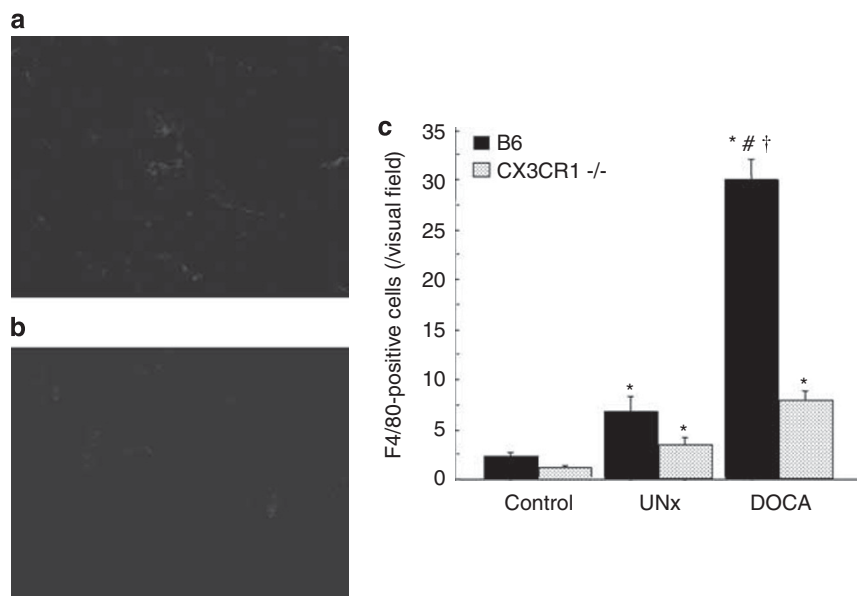 a
b
c
F4/80-positive cells (/visual field)
35
30
25
20
15
10
5
0
B6
CX3CR1 -/-
* # †
*
*
*
Control
UNx
DOCA